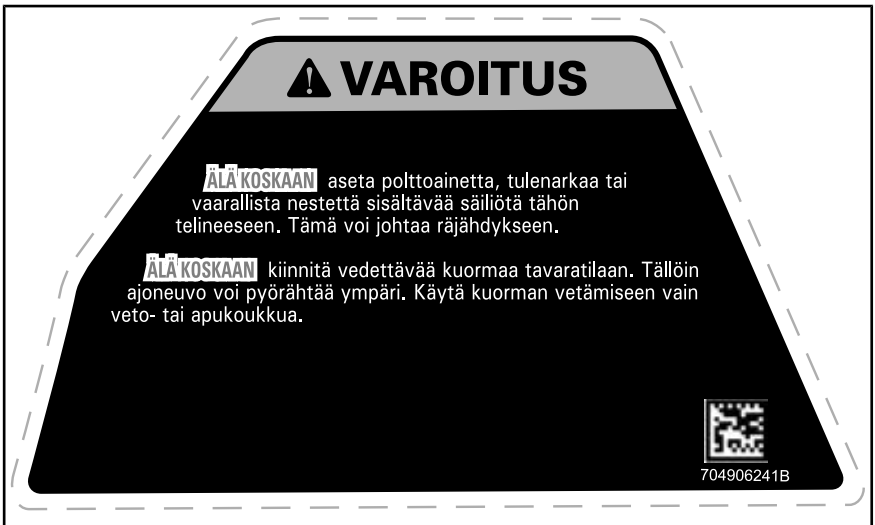 VAROITUS
ÄLÄ KOSKAAN aseta polttoainetta, tulenarkaa tai
vaarallista nestettä sisältävää säiliötä tähön
telineeseen. Tämä voi johtaa räjähdykseen.
ÄLÄ KOSKAAN kiinnitä vedettävää kuormaa tavaratilaan. Tällöin
ajoneuvo voi pyörähtää ympäri. Käytä kuorman vetämiseen vain
veto- tai apukoukkua.
704906241B